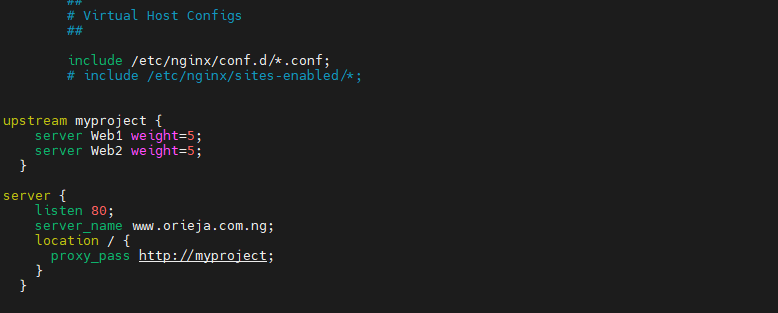 ##
# Virtual Host Configs
##
include /etc/nginx/conf.d/*.conf;
# include /etc/nginx/sites-enabled/*;
upstream myproject {
server Web1 weight=5;
server Web2 weight=5;
}
server {
listen 80;
server_name www.orieja.com.ng;
location / {
proxy_pass http://myproject;
}
}